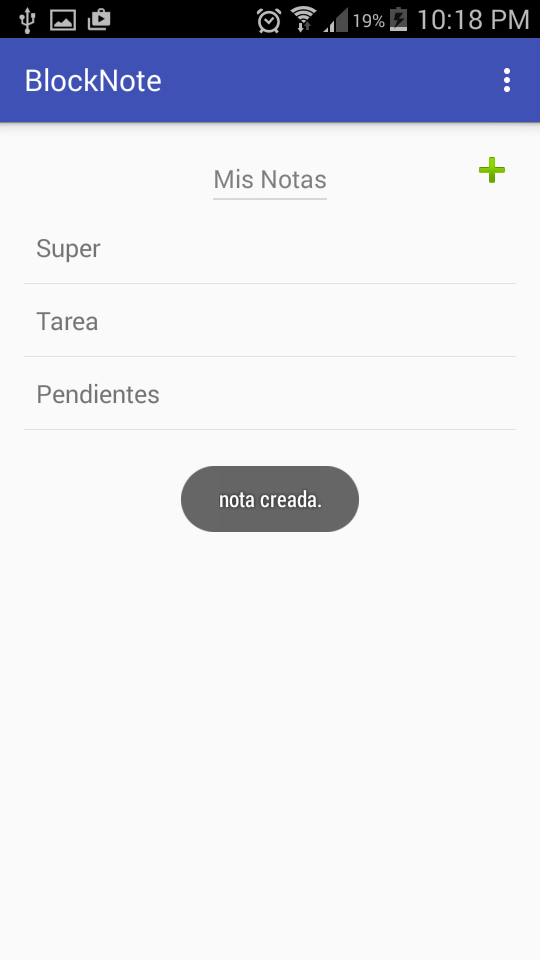 19% 10:18 PM
BlockNote
Mis Notas
Super
Tarea
Pendientes
nota creada.